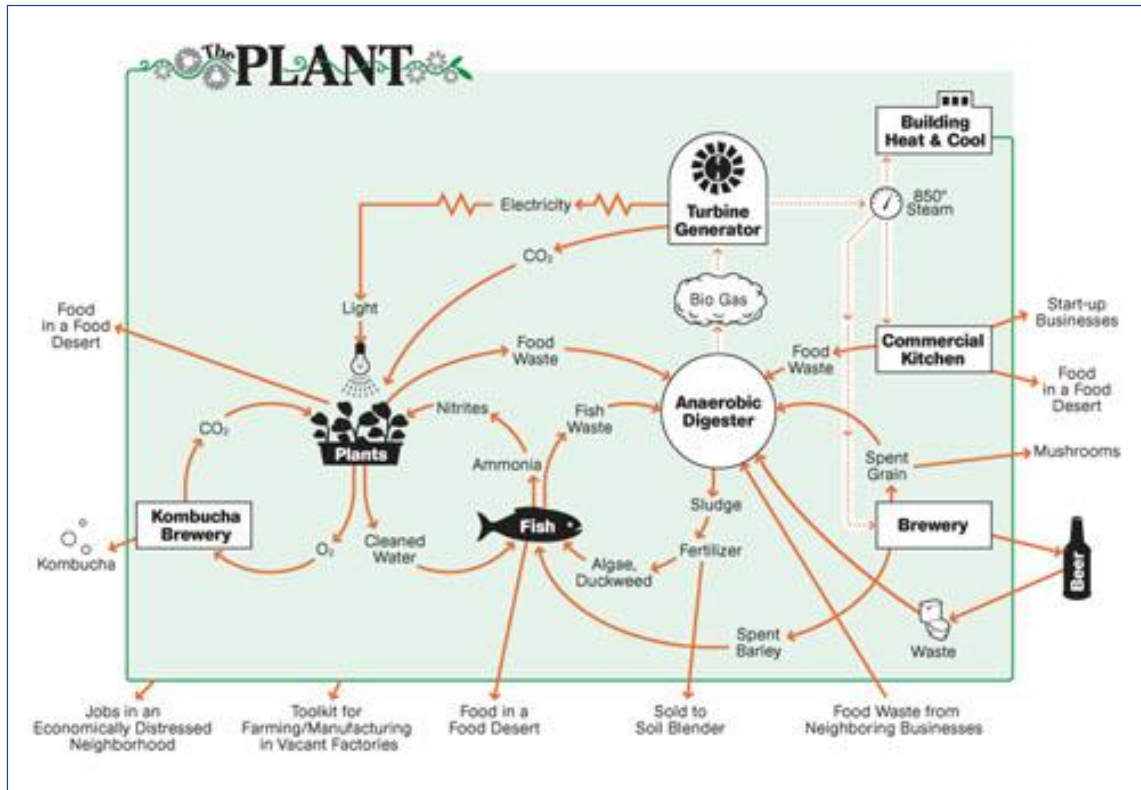 The PLANT
Building
Heat & Cool
850°
Steam
Turbine
Generator
Electricity
CO₂
Bio Gas
Light
Food
in a Food
Desert
Food
Waste
Food
Waste
Commercial
Kitchen
Start-up
Businesses
Food
in a Food
Desert
Anaerobic
Digester
Nitrites
Fish
Waste
CO₂
Plants
Ammonia
Spent
Grain
Mushrooms
Sludge
Kombucha
Brewery
Fish
Brewery
O₂
Cleaned
Water
Fertilizer
Kombucha
Algae,
Duckweed
Beer
Spent
Barley
Waste
Jobs in an
Economically Distressed
Neighborhood
Toolkit for
Farming/Manufacturing
in Vacant Factories
Food in a
Food Desert
Sold to
Soil Blender
Food Waste from
Neighboring Businesses